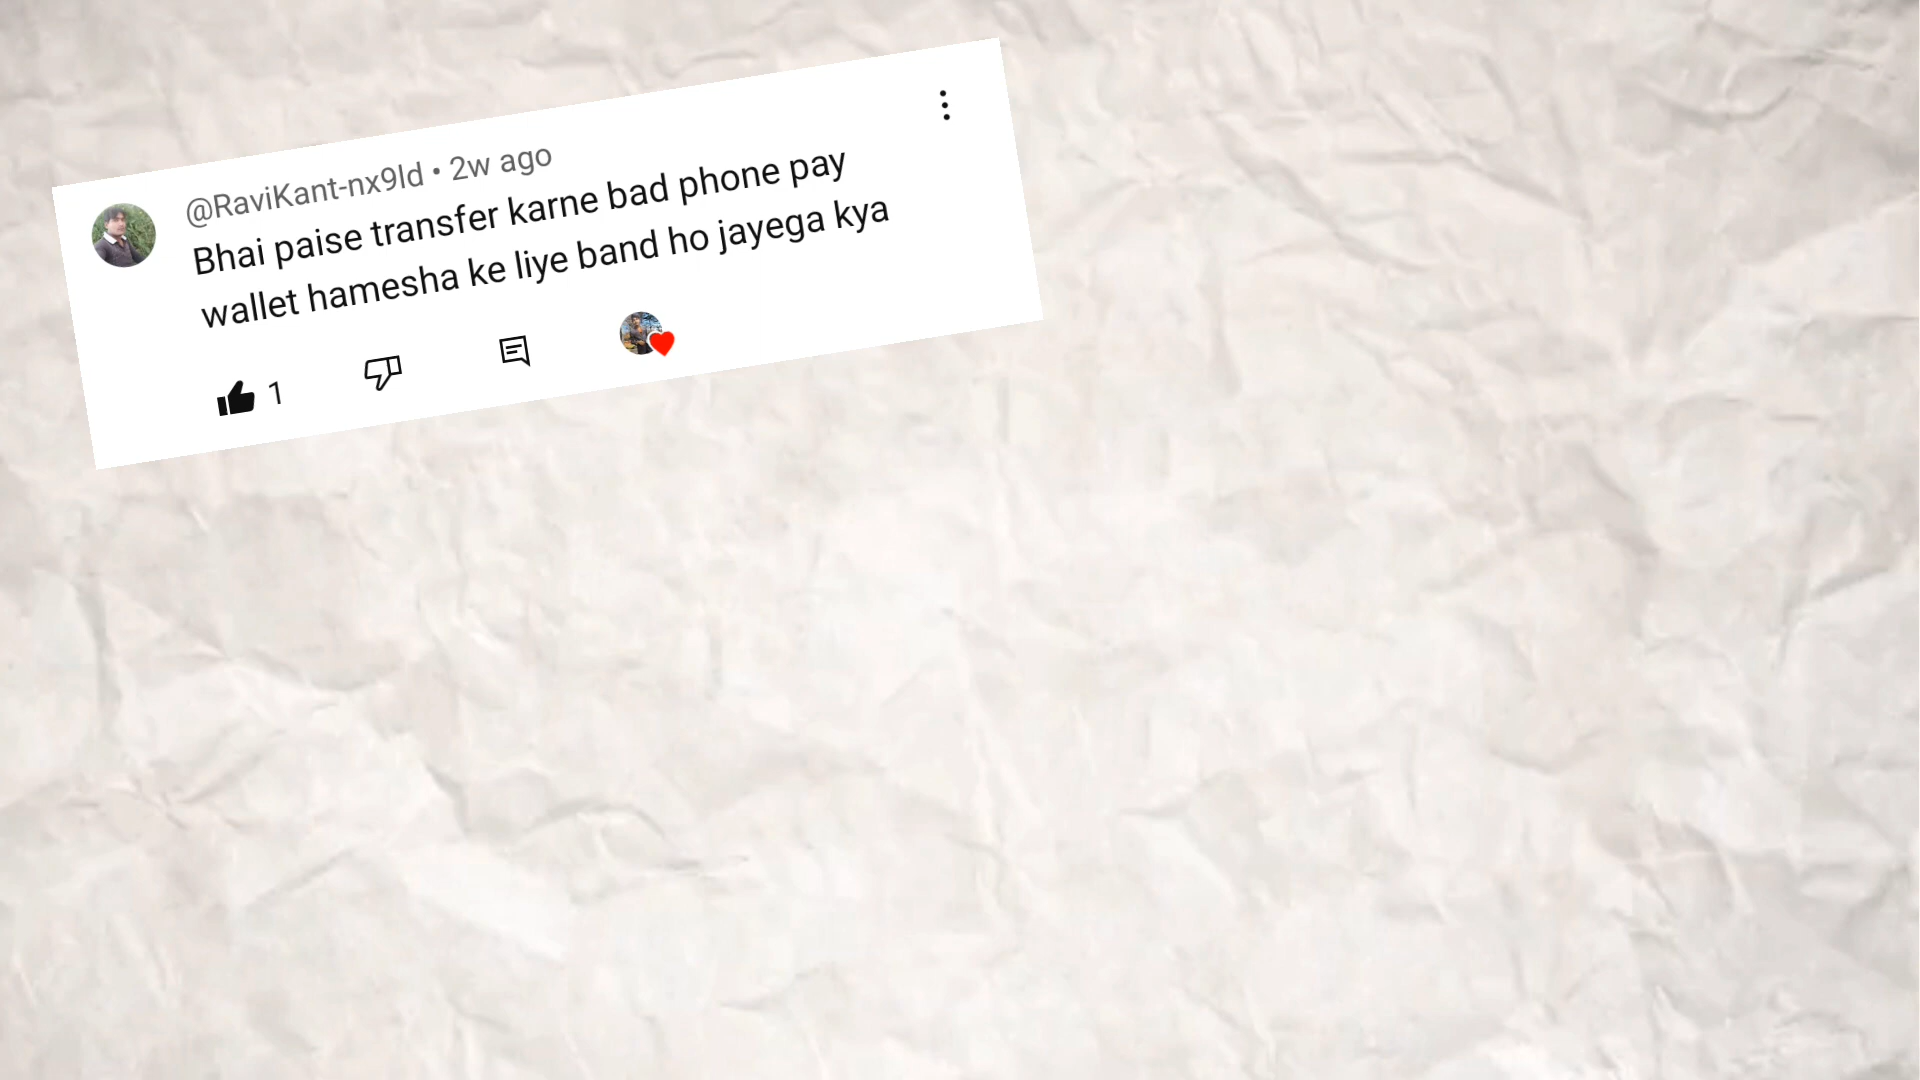 @RaviKant-nx9ld • 2w ago
Bhai paise transfer karne bad phone pay
wallet hamesha ke liye band ho jayega kya
1